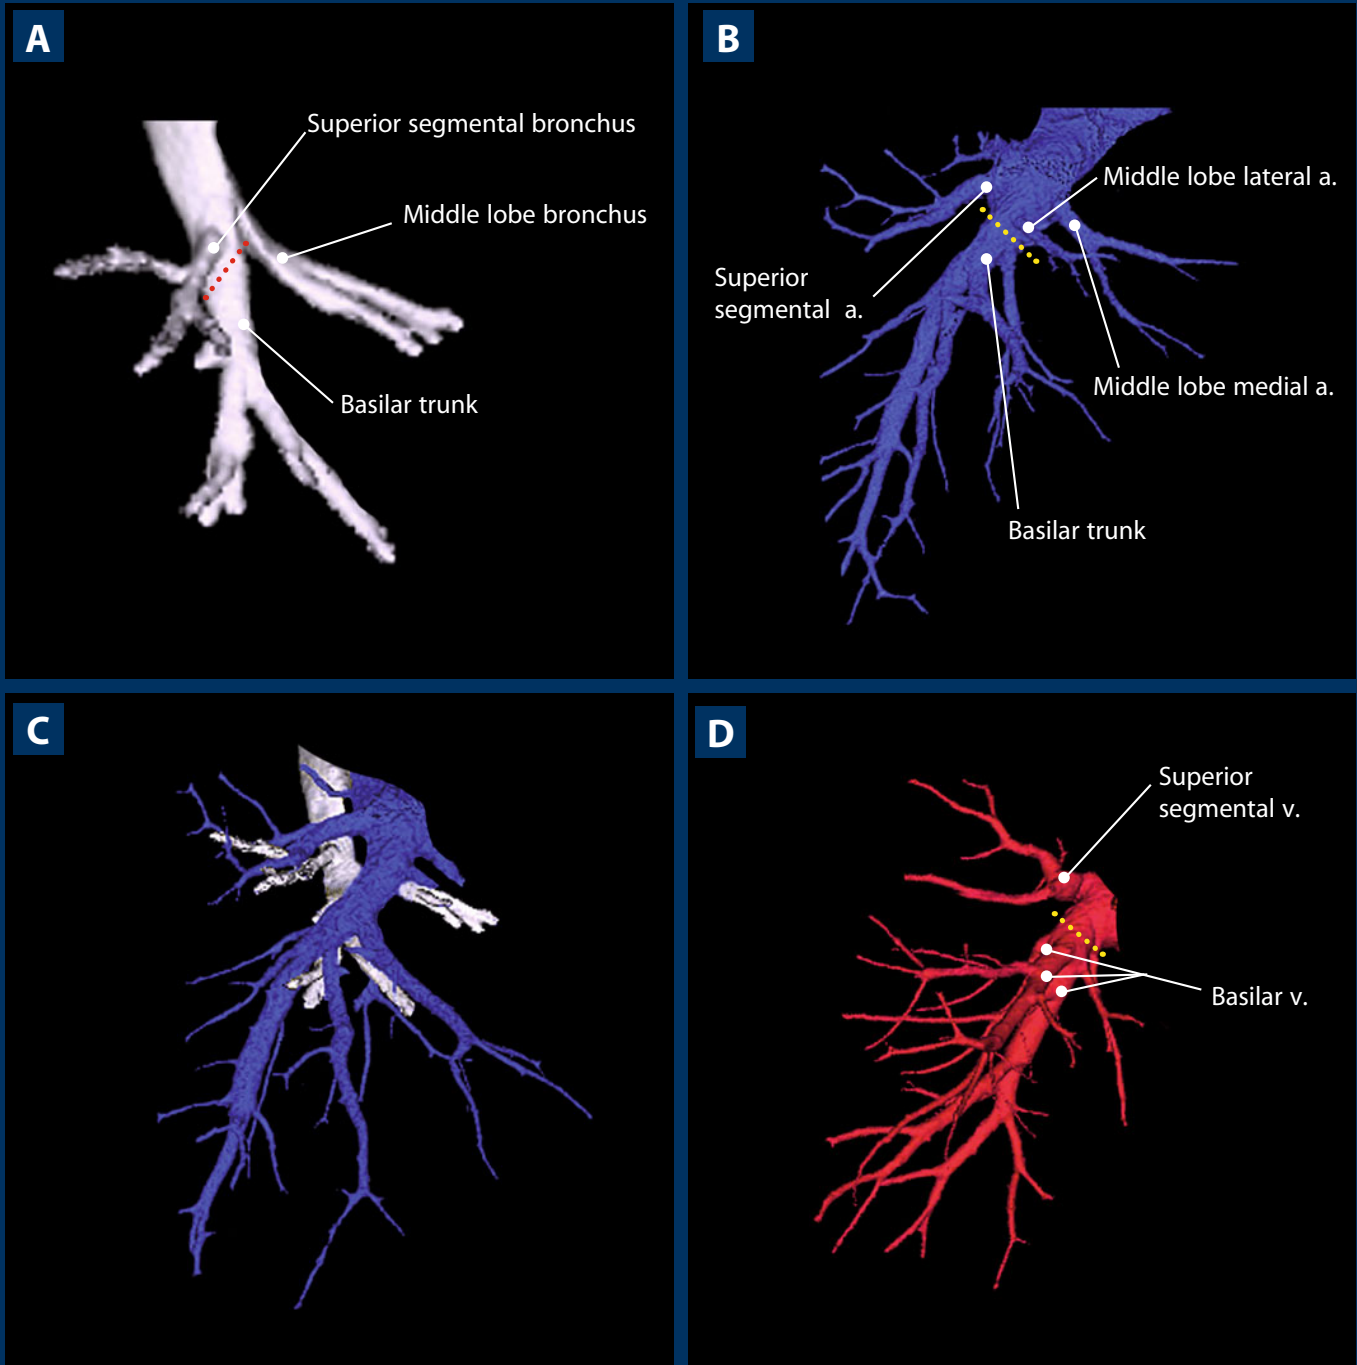 A
Superior segmental bronchus
Middle lobe bronchus
Basilar trunk
B
Middle lobe lateral a.
Superior
segmental a.
Middle lobe medial a.
Basilar trunk
C
D
Superior
segmental v.
Basilar v.